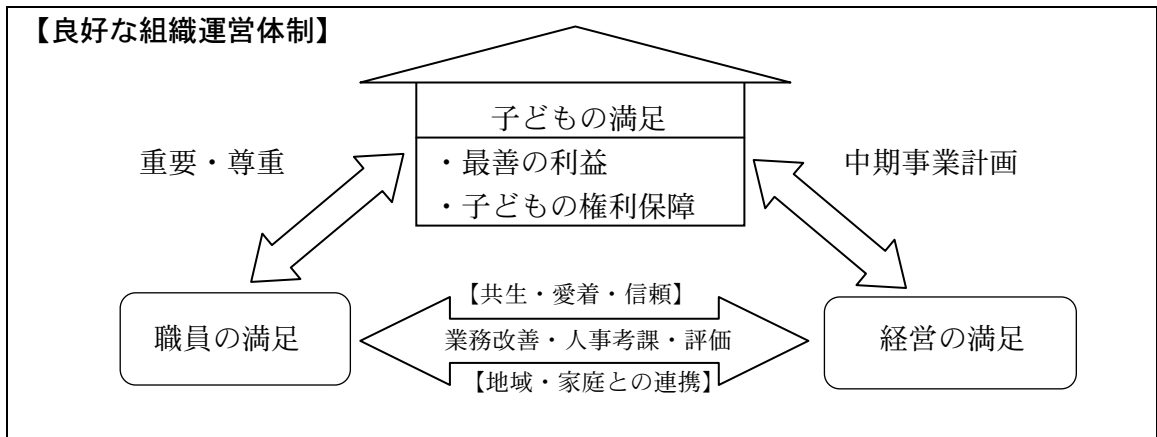 【良好な組織運営体制】
子どもの満足
・最善の利益
・子どもの権利保障
重要・尊重
中期事業計画
【共生・愛着・信頼】
職員の満足
業務改善・人事考課・評価
経営の満足
【地域・家庭との連携】